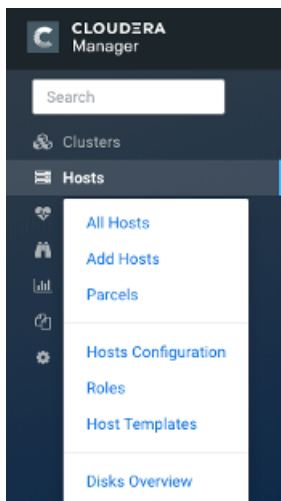 CLOUDERA
Manager
Search
Clusters
Hosts
All Hosts
Add Hosts
Parcels
Hosts Configuration
Roles
Host Templates
Disks Overview